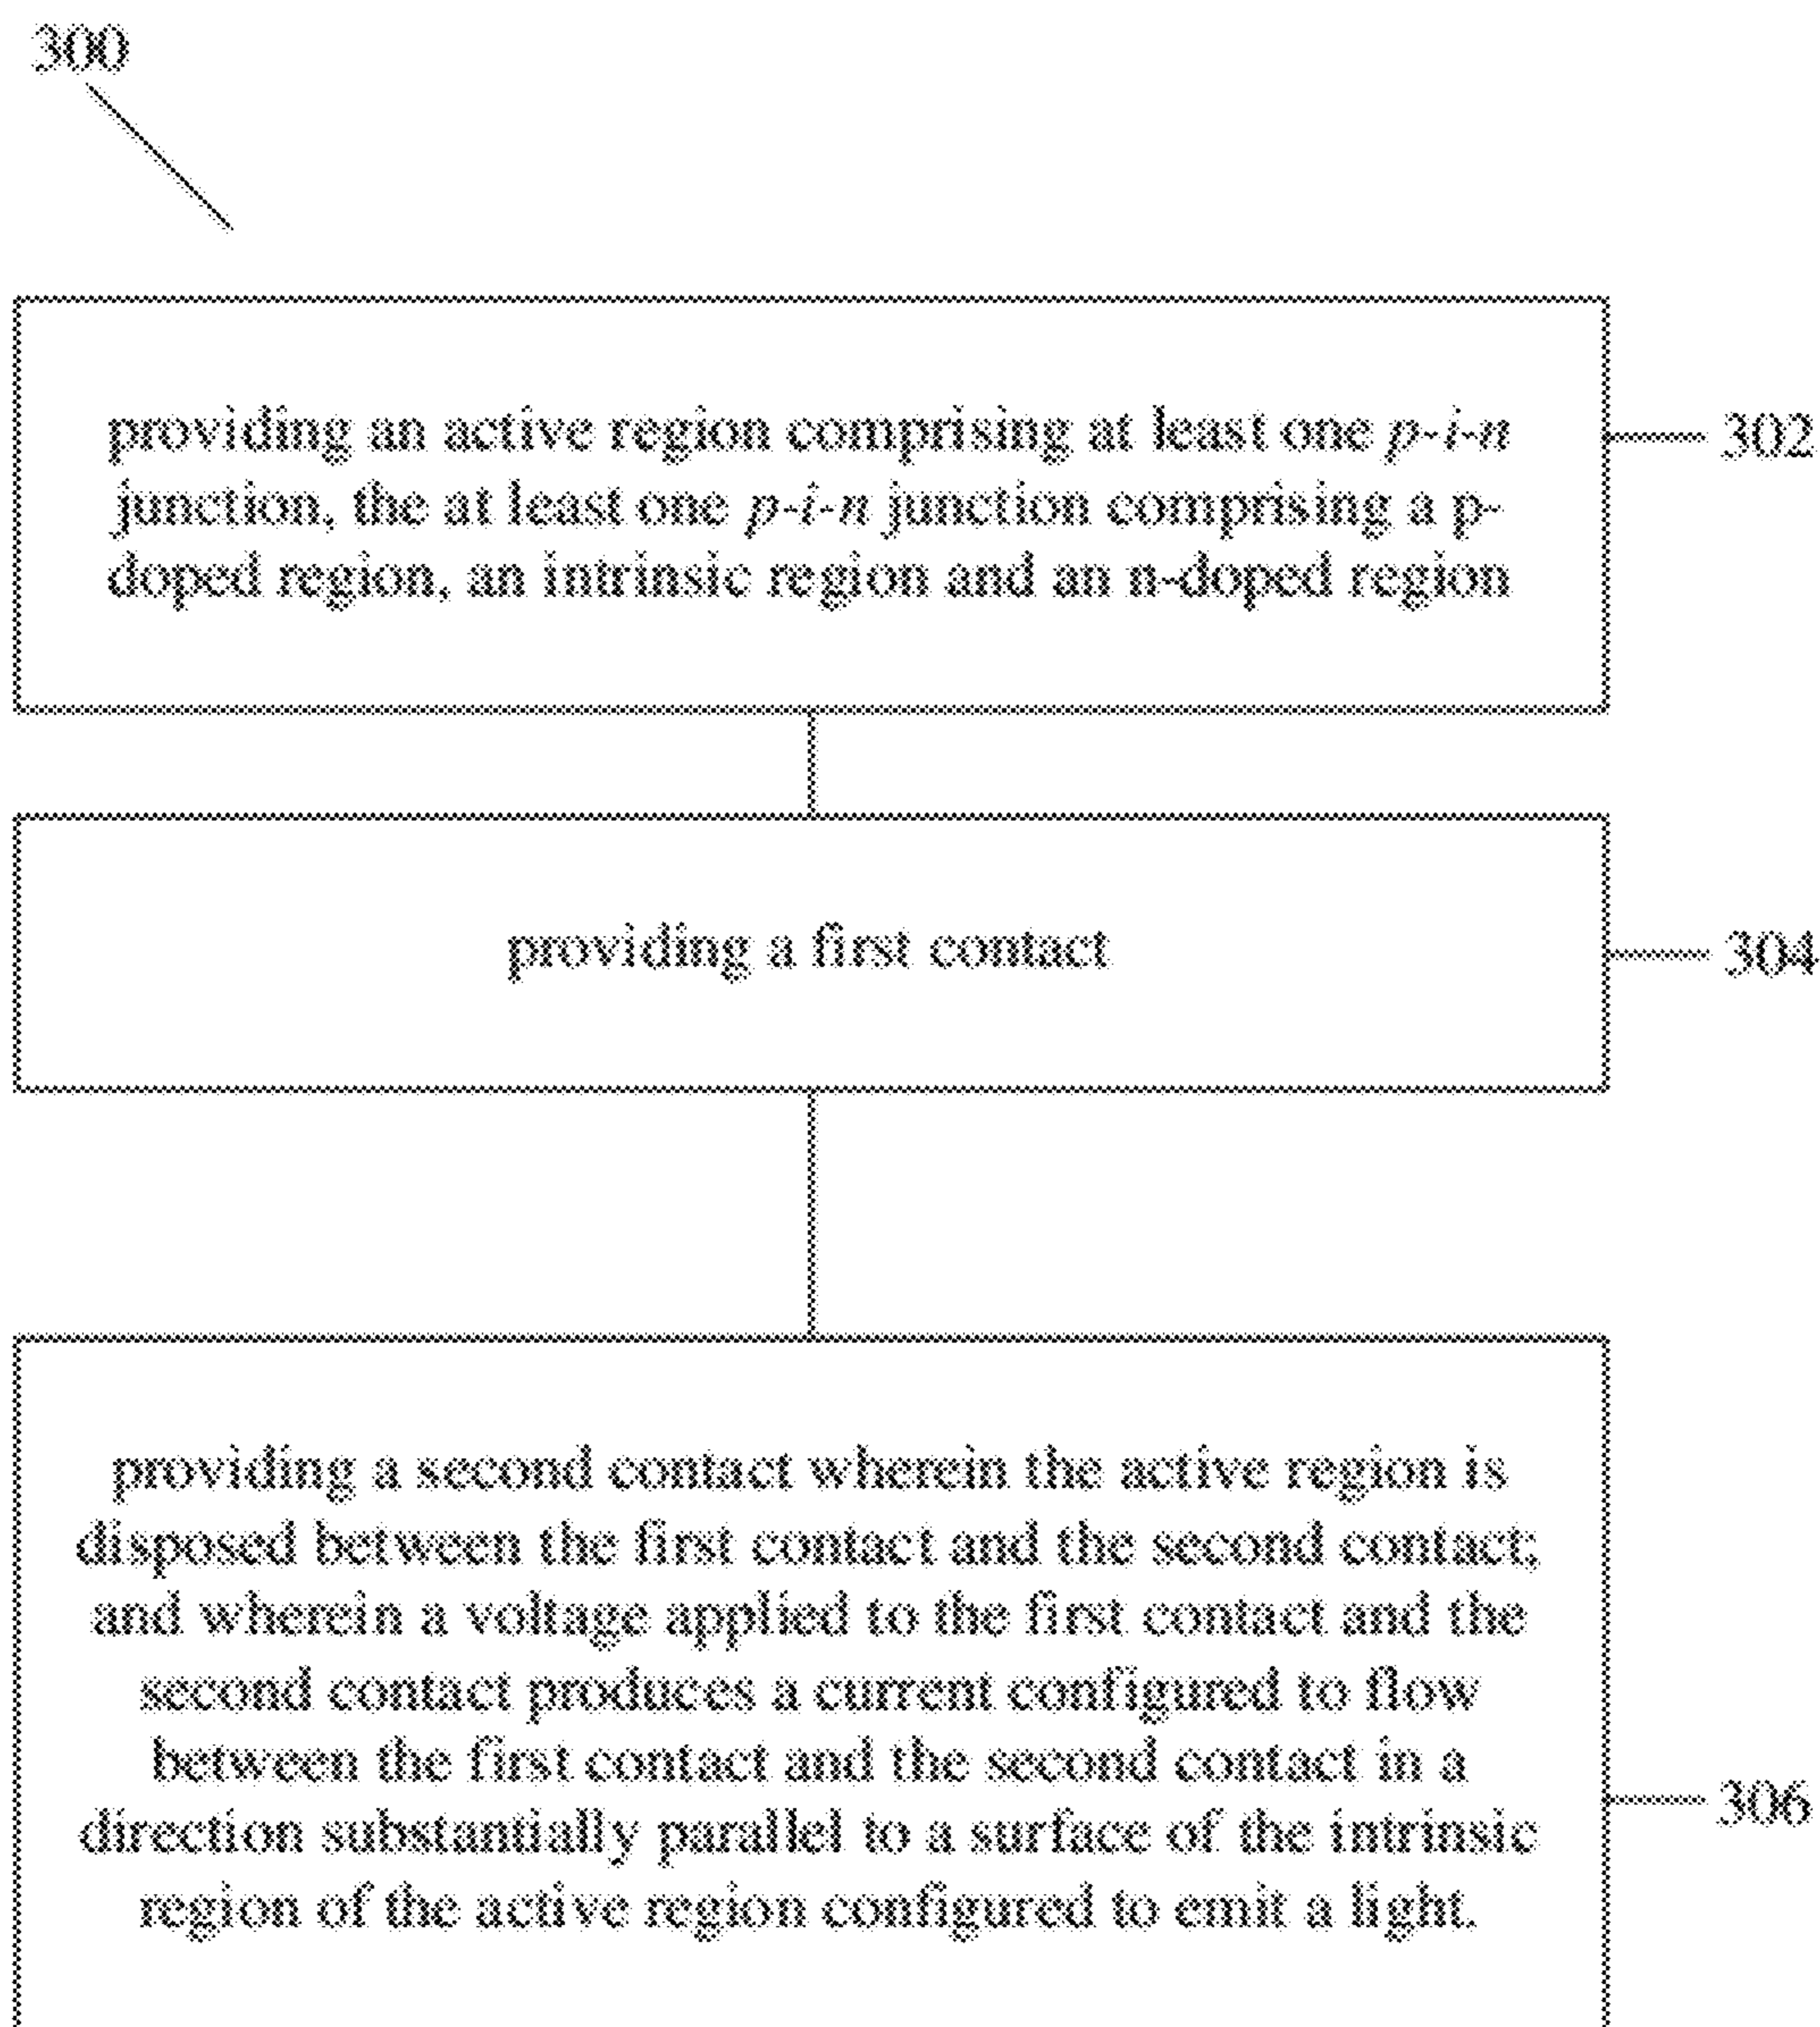 300
providing an active region comprising at least one p-i-n
junction, the at least one p-i-n junction comprising a p-
doped region, an intrinsic region and an n-doped region
302
providing a first contact
304
providing a second contact wherein the active region is
disposed between the first contact and the second contact;
and wherein a voltage applied to the first contact and the
second contact produces a current configured to flow
between the first contact and the second contact in a
direction substantially parallel to a surface of the intrinsic
region of the active region configured to emit a light.
306